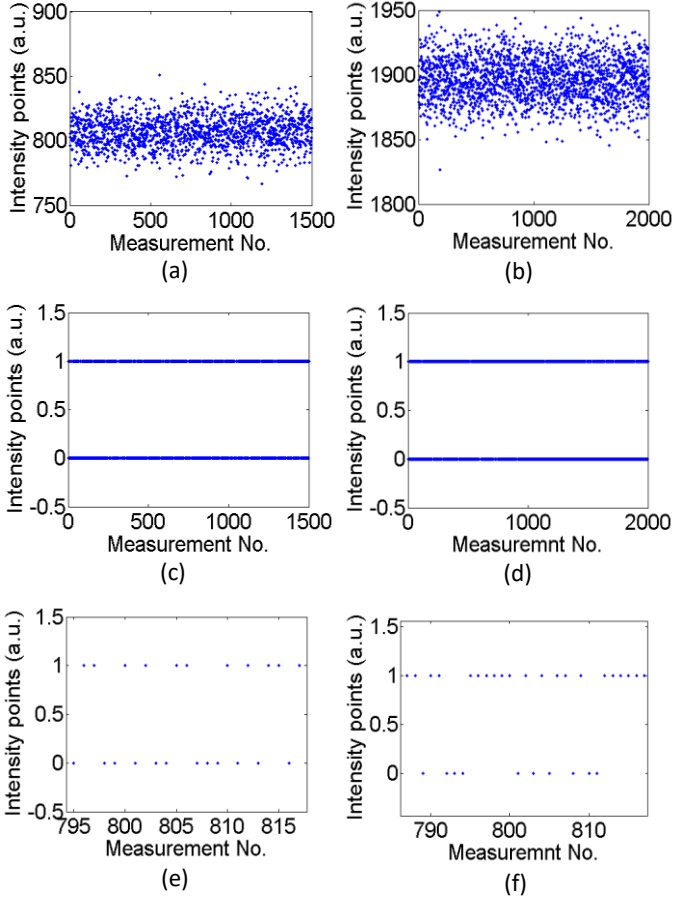 Intensity points (a.u.)
900
850
800
750
0 500 1000 1500
Measurement No.
(a)
Intensity points (a.u.)
1950
1900
1850
1800
0 1000 2000
Measurement No.
(b)
Intensity points (a.u.)
1.5
1
0.5
0
-0.5
0 500 1000 1500
Measurement No.
(c)
Intensity points (a.u.)
1.5
1
0.5
0
-0.5
0 1000 2000
Measuremnt No.
(d)
Intensity points (a.u.)
1.5
1
0.5
0
-0.5
795 800 805 810 815
Measurement No.
(e)
Intensity points (a.u.)
1.5
1
0.5
0
790 800 810
Measuremnt No.
(f)